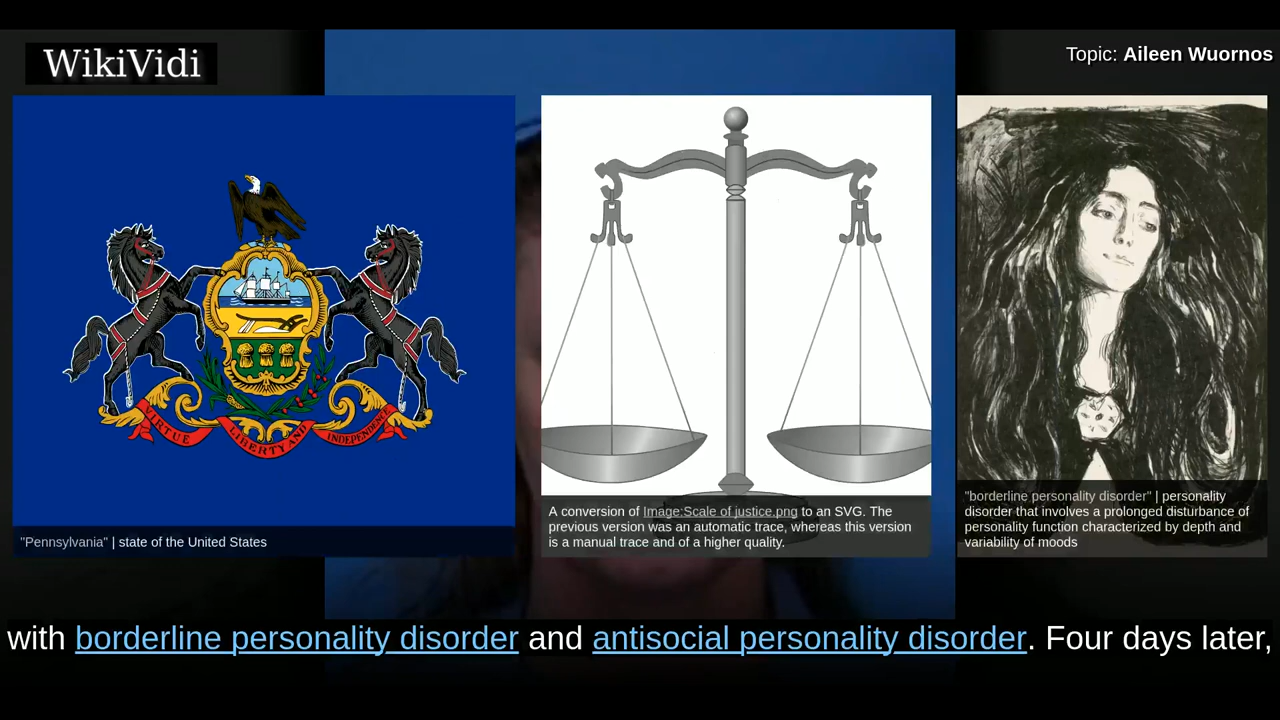 WikiVidi
Topic: Aileen Wuornos
VIRTUE
LIBERTY AND
INDEPENDENCE
"Pennsylvania" | state of the United States
A conversion of Image:Scale of justice.png to an SVG. The
previous version was an automatic trace, whereas this version
is a manual trace and of a higher quality.
"borderline personality disorder" | personality
disorder that involves a prolonged disturbance of
personality function characterized by depth and
variability of moods
with borderline personality disorder and antisocial personality disorder. Four days later,